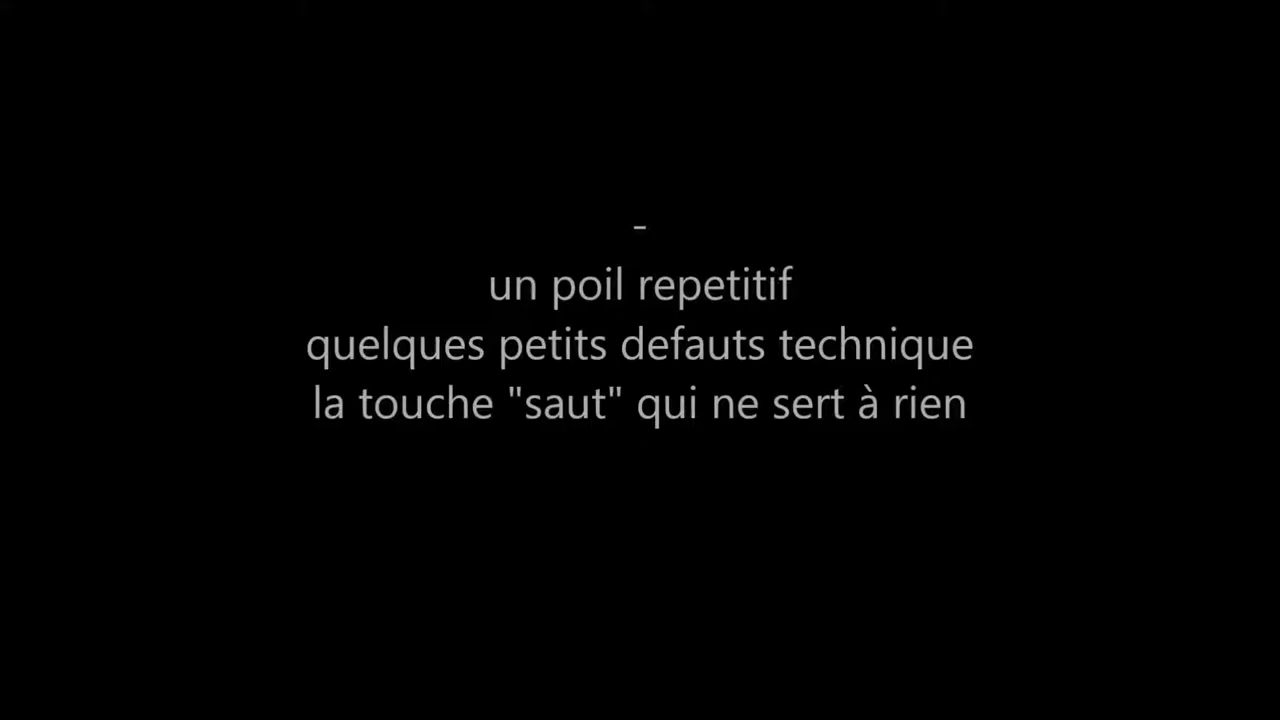 -
un poil repetitif
quelques petits defauts technique
la touche "saut" qui ne sert à rien